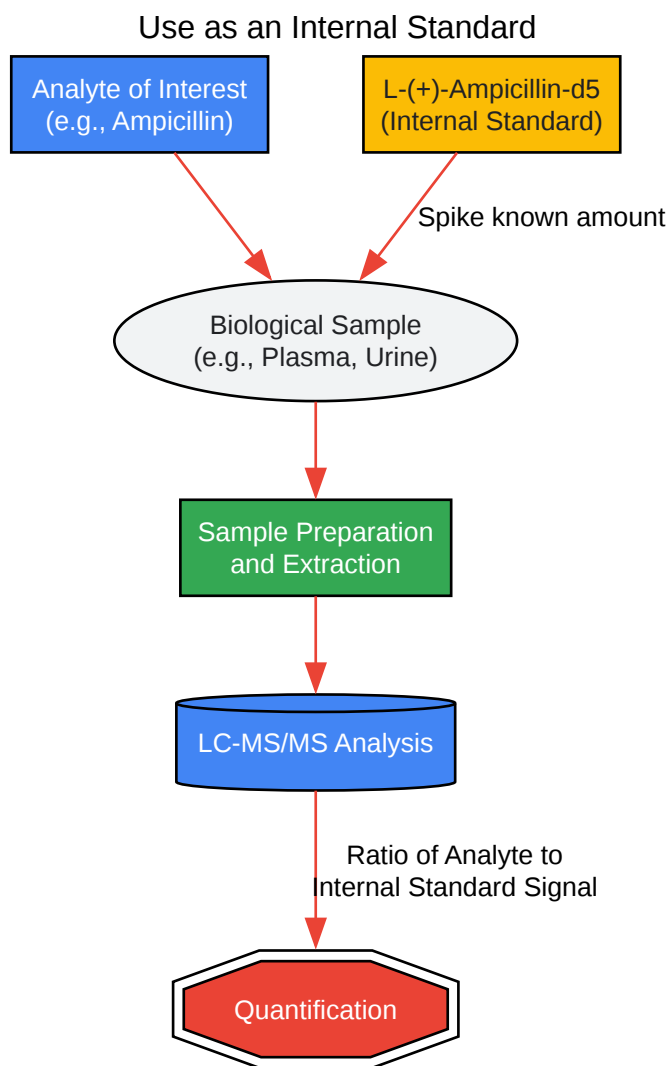 Use as an Internal Standard
Analyte of Interest
(e.g., Ampicillin)
L-(+)-Ampicillin-d5
(Internal Standard)
Spike known amount
Biological Sample
(e.g., Plasma, Urine)
Sample Preparation
and Extraction
LC-MS/MS Analysis
Ratio of Analyte to
Internal Standard Signal
Quantification